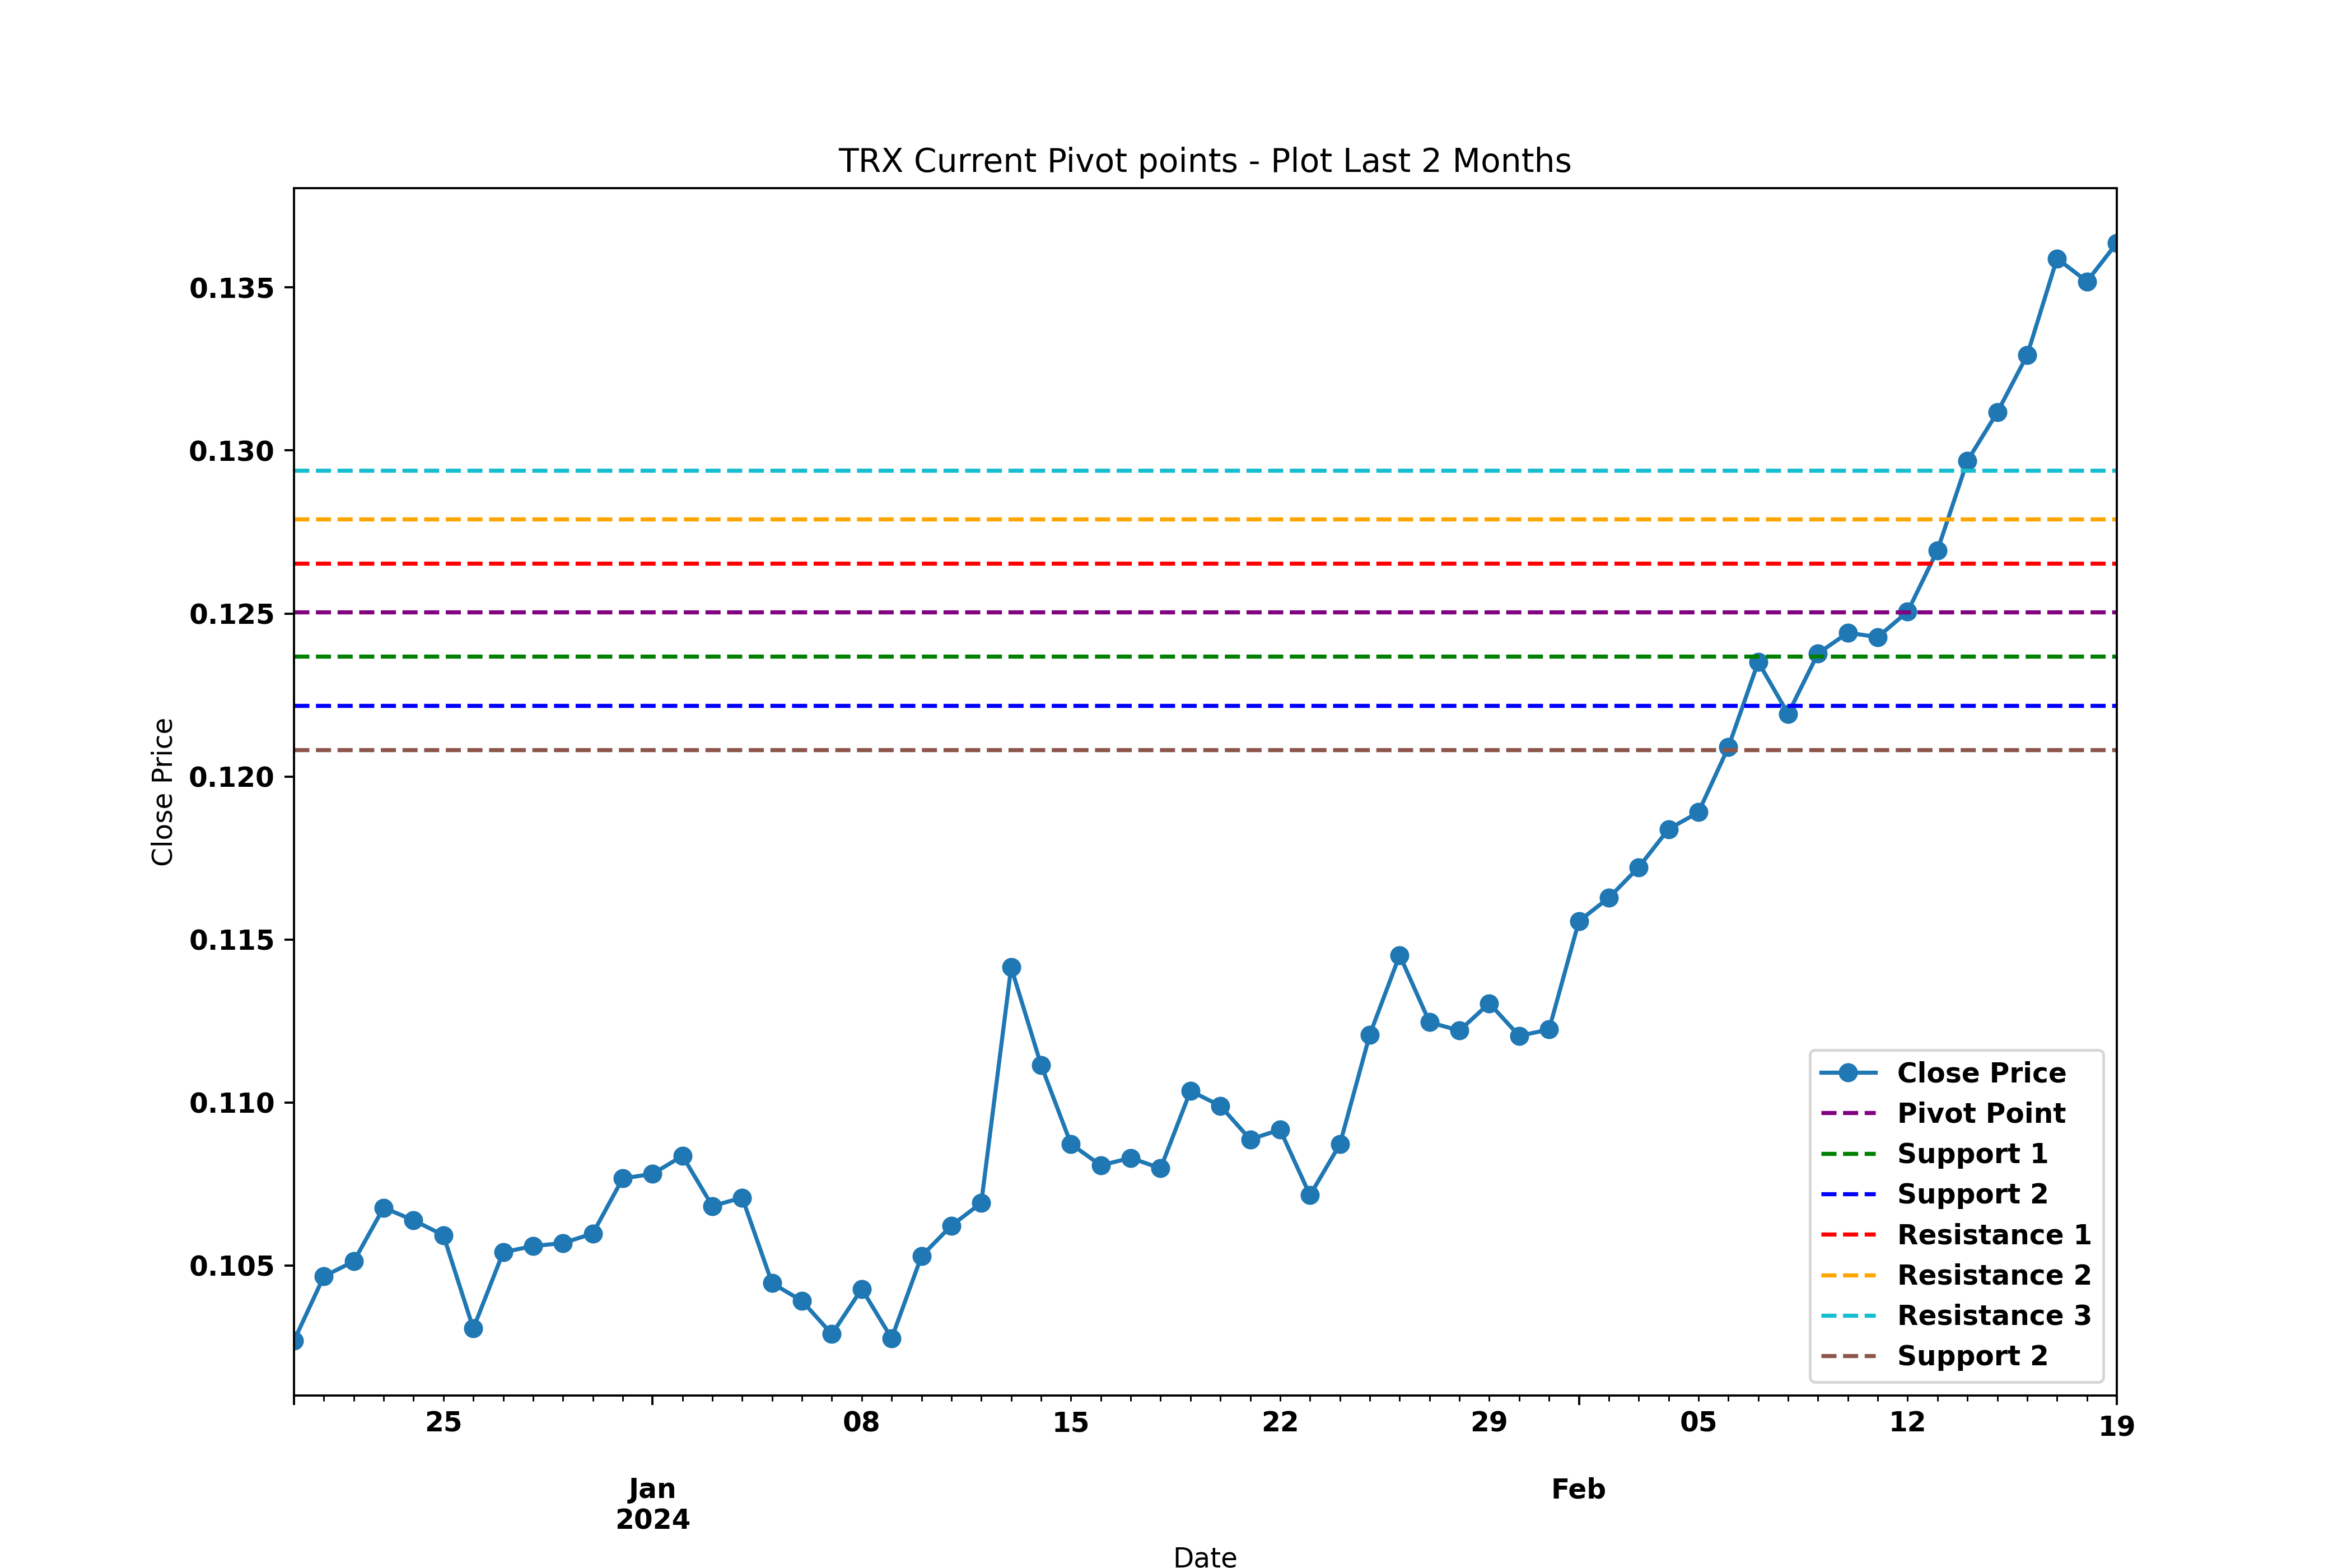 TRX Current Pivot points - Plot Last 2 Months
0.135
0.130
0.125
0.120
0.115
0.110
0.105
Close Price
Close Price
Pivot Point
Support 1
Support 2
Resistance 1
Resistance 2
Resistance 3
Support 2
25 08 15 22 29 05 12 19
Jan Feb
2024
Date